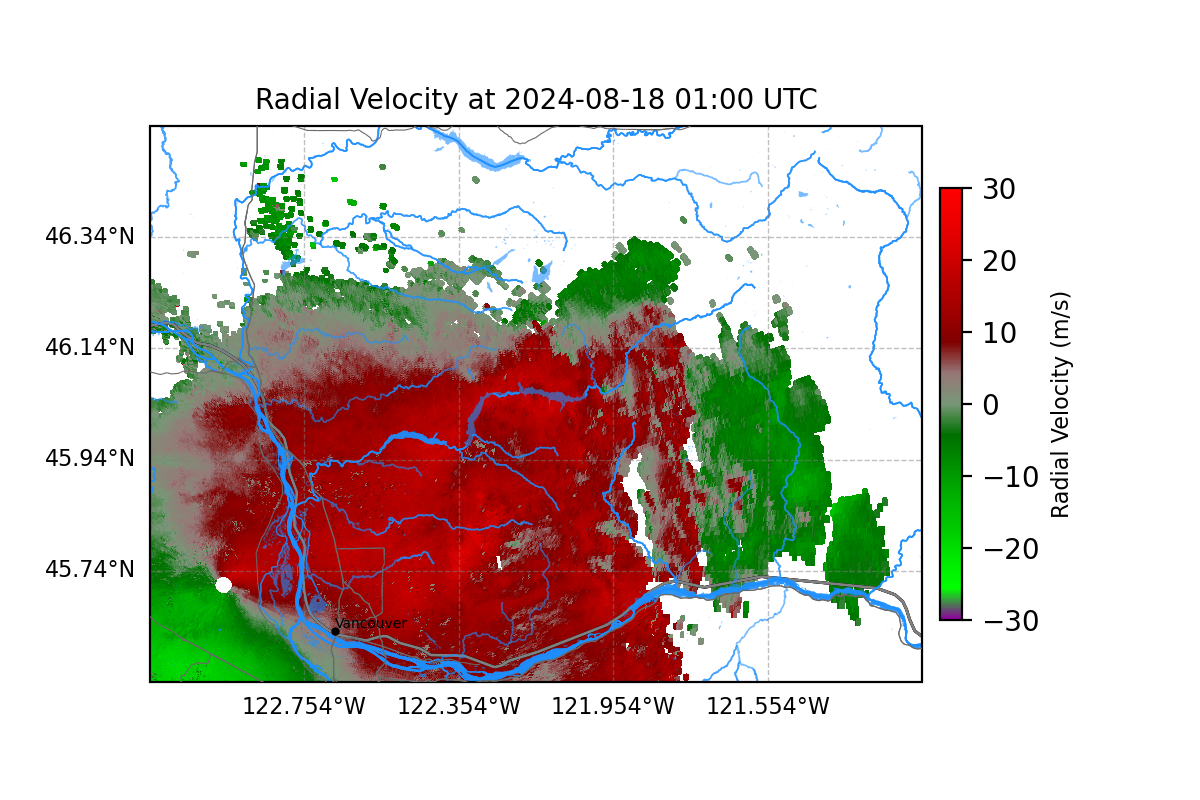 Radial Velocity at 2024-08-18 01:00 UTC
46.34°N
46.14°N
45.94°N
45.74°N
Vancouver
122.754°W
122.354°W
121.954°W
121.554°W
30
20
10
0
−10
−20
−30
Radial Velocity (m/s)